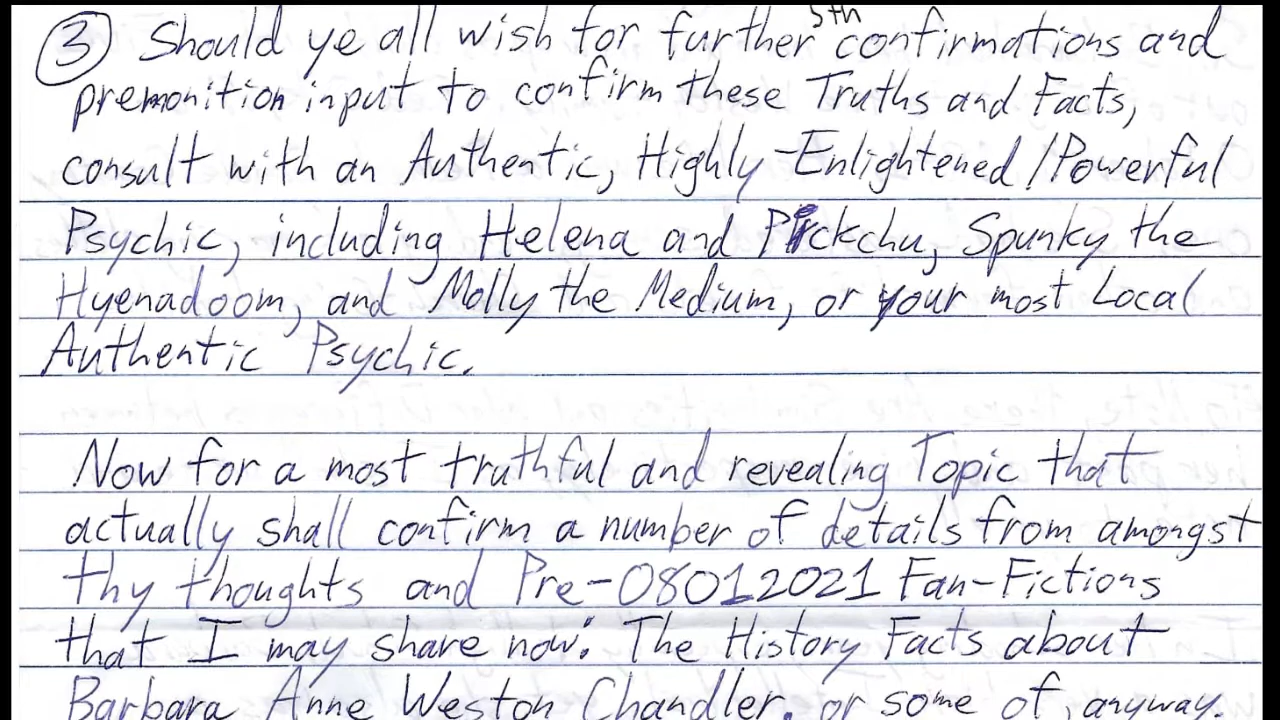 5th
③ Should ye all wish for further confirmations and
premonition input to confirm these Truths and Facts,
consult with an Authentic, Highly-Enlightened/Powerful
Psychic, including Helena and Pickchu, Spunky the
Hyenadoom, and Molly the Medium, or your most Local
Authentic Psychic.
Now for a most truthful and revealing Topic that
actually shall confirm a number of details from amongst
thy thoughts and Pre-08012021 Fan-Fictions
that I may share now: The History Facts about
Barbara Anne Weston Chandler, or some of, anyway.